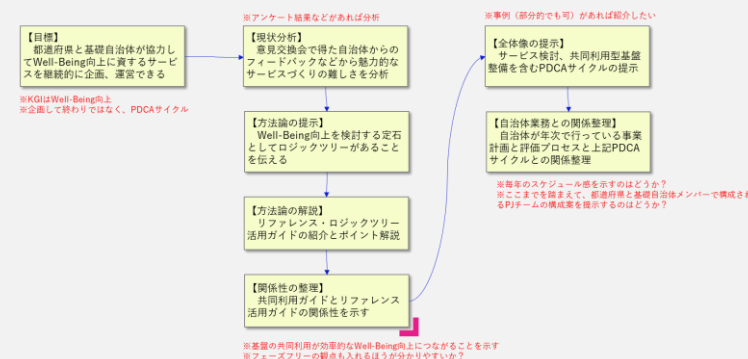 【目標】
都道府県と基礎自治体が協力し
てWell-Being向上に資するサービ
スを継続的に企画、運営できる
※KGIはWell-Being向上
※企画して終わりではなく、PDCAサイクル
※アンケート結果などがあれば分析
【現状分析】
意見交換会で得た自治体からの
フィードバックなどから魅力的な
サービスづくりの難しさを分析
【方法論の提示】
Well-Being向上を検討する定石
としてロジックツリーがあること
を伝える
【方法論の解説】
リファレンス・ロジックツリー
活用ガイドの紹介とポイント解説
【関係性の整理】
共同利用ガイドとリファレンス
活用ガイドの関係性を示す
※基盤の共同利用が効率的なWell-Being向上につながることを示す
※フェーズフリーの観点も入れるほうが分かりやすいか？
※事例（部分的でも可）があれば紹介したい
【全体像の提示】
サービス検討、共同利用型基盤
整備を含むPDCAサイクルの提示
【自治体業務との関係整理】
自治体が年次で行っている事業
計画と評価プロセスと上記PDCA
サイクルとの関係整理
※毎年のスケジュール感を示すのはどうか？
※ここまでを踏まえて、都道府県と基礎自治体メンバーで構成され
るPJチームの構成案を提示するのはどうか？